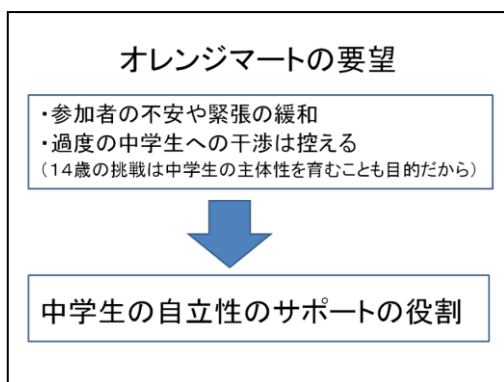 オレンジマートの要望
・参加者の不安や緊張の緩和
・過度の中学生への干渉は控える
（１４歳の挑戦は中学生の主体性を育むことも目的だから）
中学生の自立性のサポートの役割